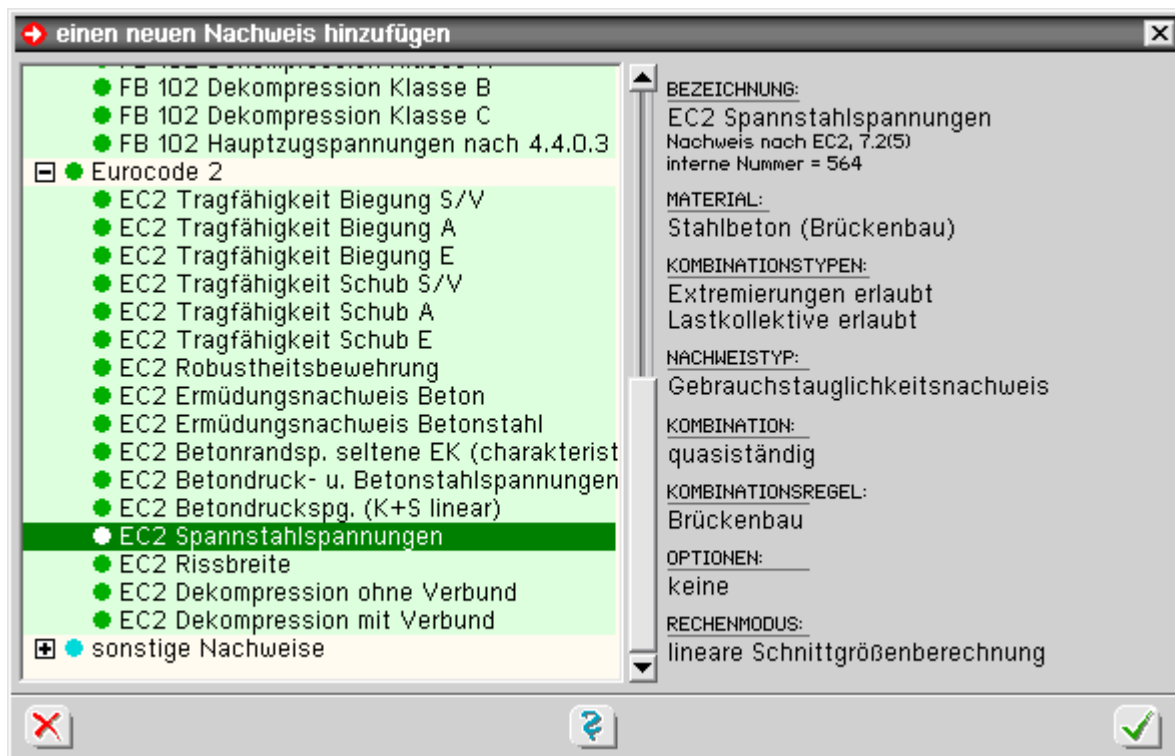 einen neuen Nachweis hinzufügen
FB 102 Dekompression Klasse B
FB 102 Dekompression Klasse C
FB 102 Hauptzugspannungen nach 4.4.0.3
Eurocode 2
EC2 Tragfähigkeit Biegung S/V
EC2 Tragfähigkeit Biegung A
EC2 Tragfähigkeit Biegung E
EC2 Tragfähigkeit Schub S/V
EC2 Tragfähigkeit Schub A
EC2 Tragfähigkeit Schub E
EC2 Robustheitsbewehrung
EC2 Ermüdungsnachweis Beton
EC2 Ermüdungsnachweis Betonstahl
EC2 Betonrandsp. seltene EK (charakterist
EC2 Betondruck- u. Betonstahlspannungen
EC2 Betondruckspg. (K+S linear)
EC2 Spannstahlspannungen
EC2 Rissbreite
EC2 Dekompression ohne Verbund
EC2 Dekompression mit Verbund
sonstige Nachweise
BEZEICHNUNG:
EC2 Spannstahlspannungen
Nachweis nach EC2, 7.2(5)
interne Nummer = 564
MATERIAL:
Stahlbeton (Brückenbau)
KOMBINATIONSTYPEN:
Extremierungen erlaubt
Lastkollektive erlaubt
NACHWEISTYP:
Gebrauchstauglichkeitsnachweis
KOMBINATION:
quasiständig
KOMBINATIONSREGEL:
Brückenbau
OPTIONEN:
keine
RECHENMODUS:
lineare Schnittgrößenberechnung